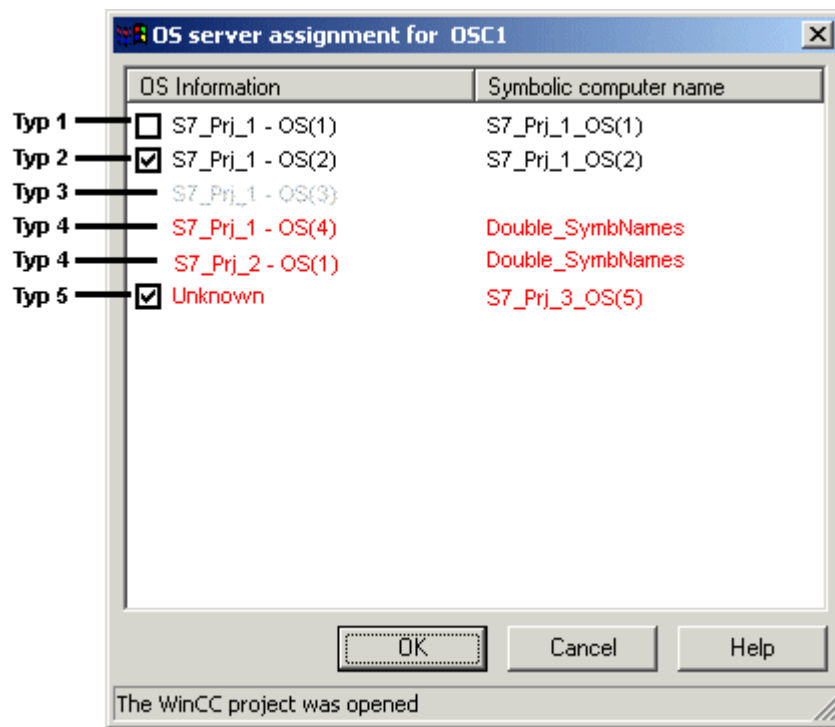 OS server assignment for OSC1
OS Information Symbolic computer name
Typ 1 S7_Prj_1 - OS(1) S7_Prj_1_OS(1)
Typ 2 S7_Prj_1 - OS(2) S7_Prj_1_OS(2)
Typ 3 S7_Prj_1 - OS(3)
Typ 4 S7_Prj_1 - OS(4) Double_SymbNames
Typ 4 S7_Prj_2 - OS(1) Double_SymbNames
Typ 5 Unknown S7_Prj_3_OS(5)
OK Cancel Help
The WinCC project was opened